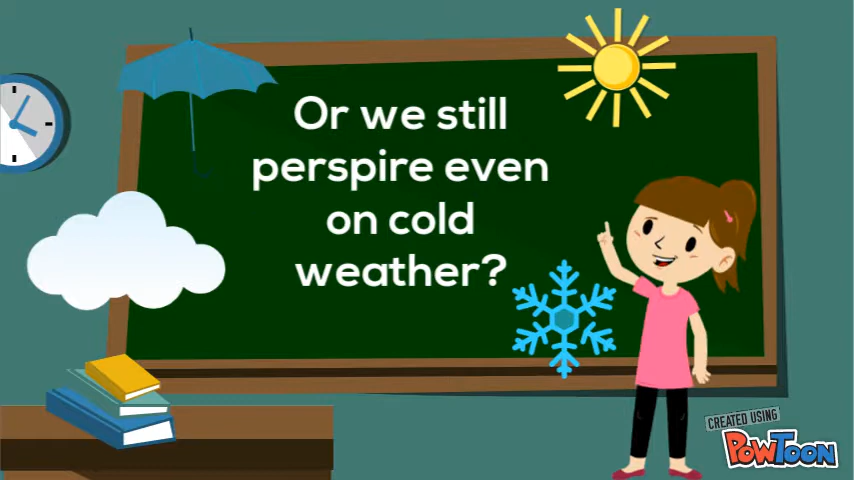 Or we still
perspire even
on cold
weather?
CREATED USING
POWTOON